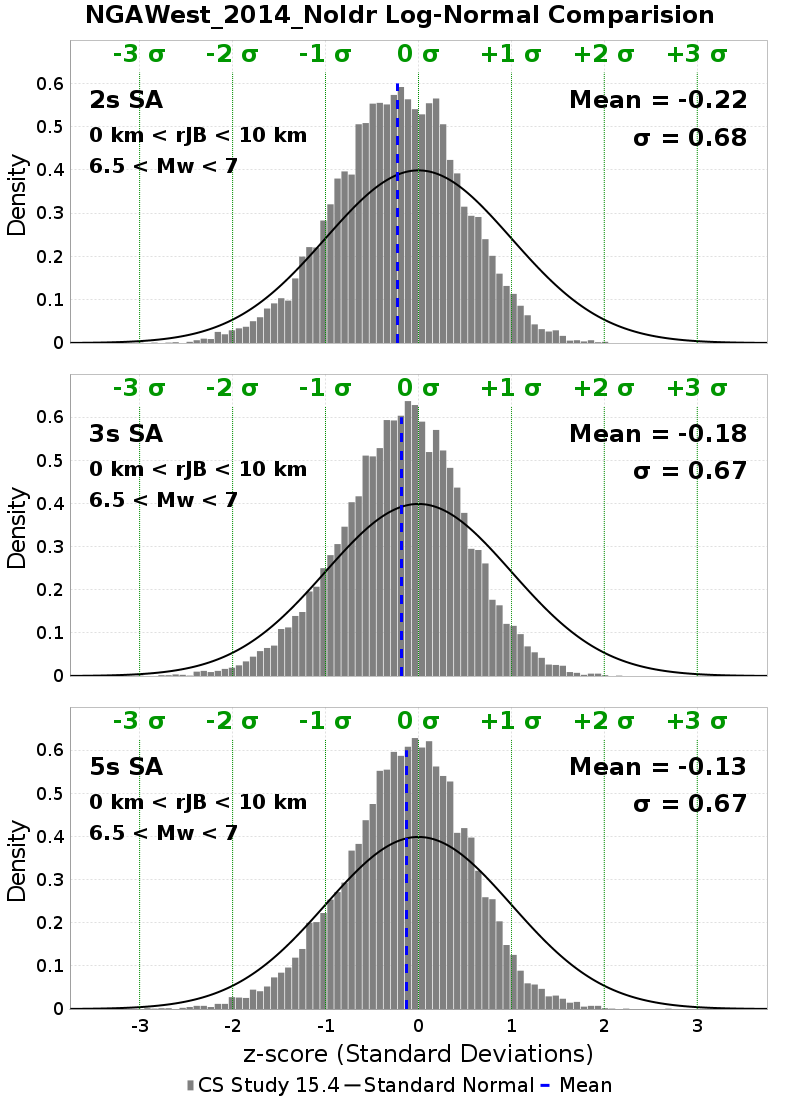 NGAWest_2014_NoIdr Log-Normal Comparision
-3 σ -2 σ -1 σ 0 σ +1 σ +2 σ +3 σ
0.6
2s SA Mean = -0.22
0.5
0 km < rJB < 10 km σ = 0.68
6.5 < Mw < 7
0.4
0.3
0.2
0.1
0
Density
-3 σ -2 σ -1 σ 0 σ +1 σ +2 σ +3 σ
0.6
3s SA Mean = -0.18
0.5
0 km < rJB < 10 km σ = 0.67
6.5 < Mw < 7
0.4
0.3
0.2
0.1
0
Density
-3 σ -2 σ -1 σ 0 σ +1 σ +2 σ +3 σ
0.6
5s SA Mean = -0.13
0.5
0 km < rJB < 10 km σ = 0.67
6.5 < Mw < 7
0.4
0.3
0.2
0.1
0
Density
-3 -2 -1 0 1 2 3
z-score (Standard Deviations)
CS Study 15.4 Standard Normal Mean